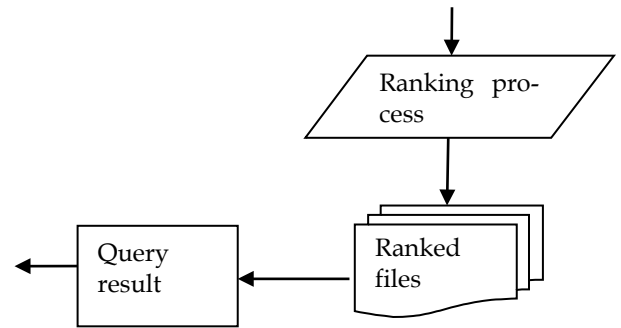 Ranking pro-
cess
Ranked
files
Query
result